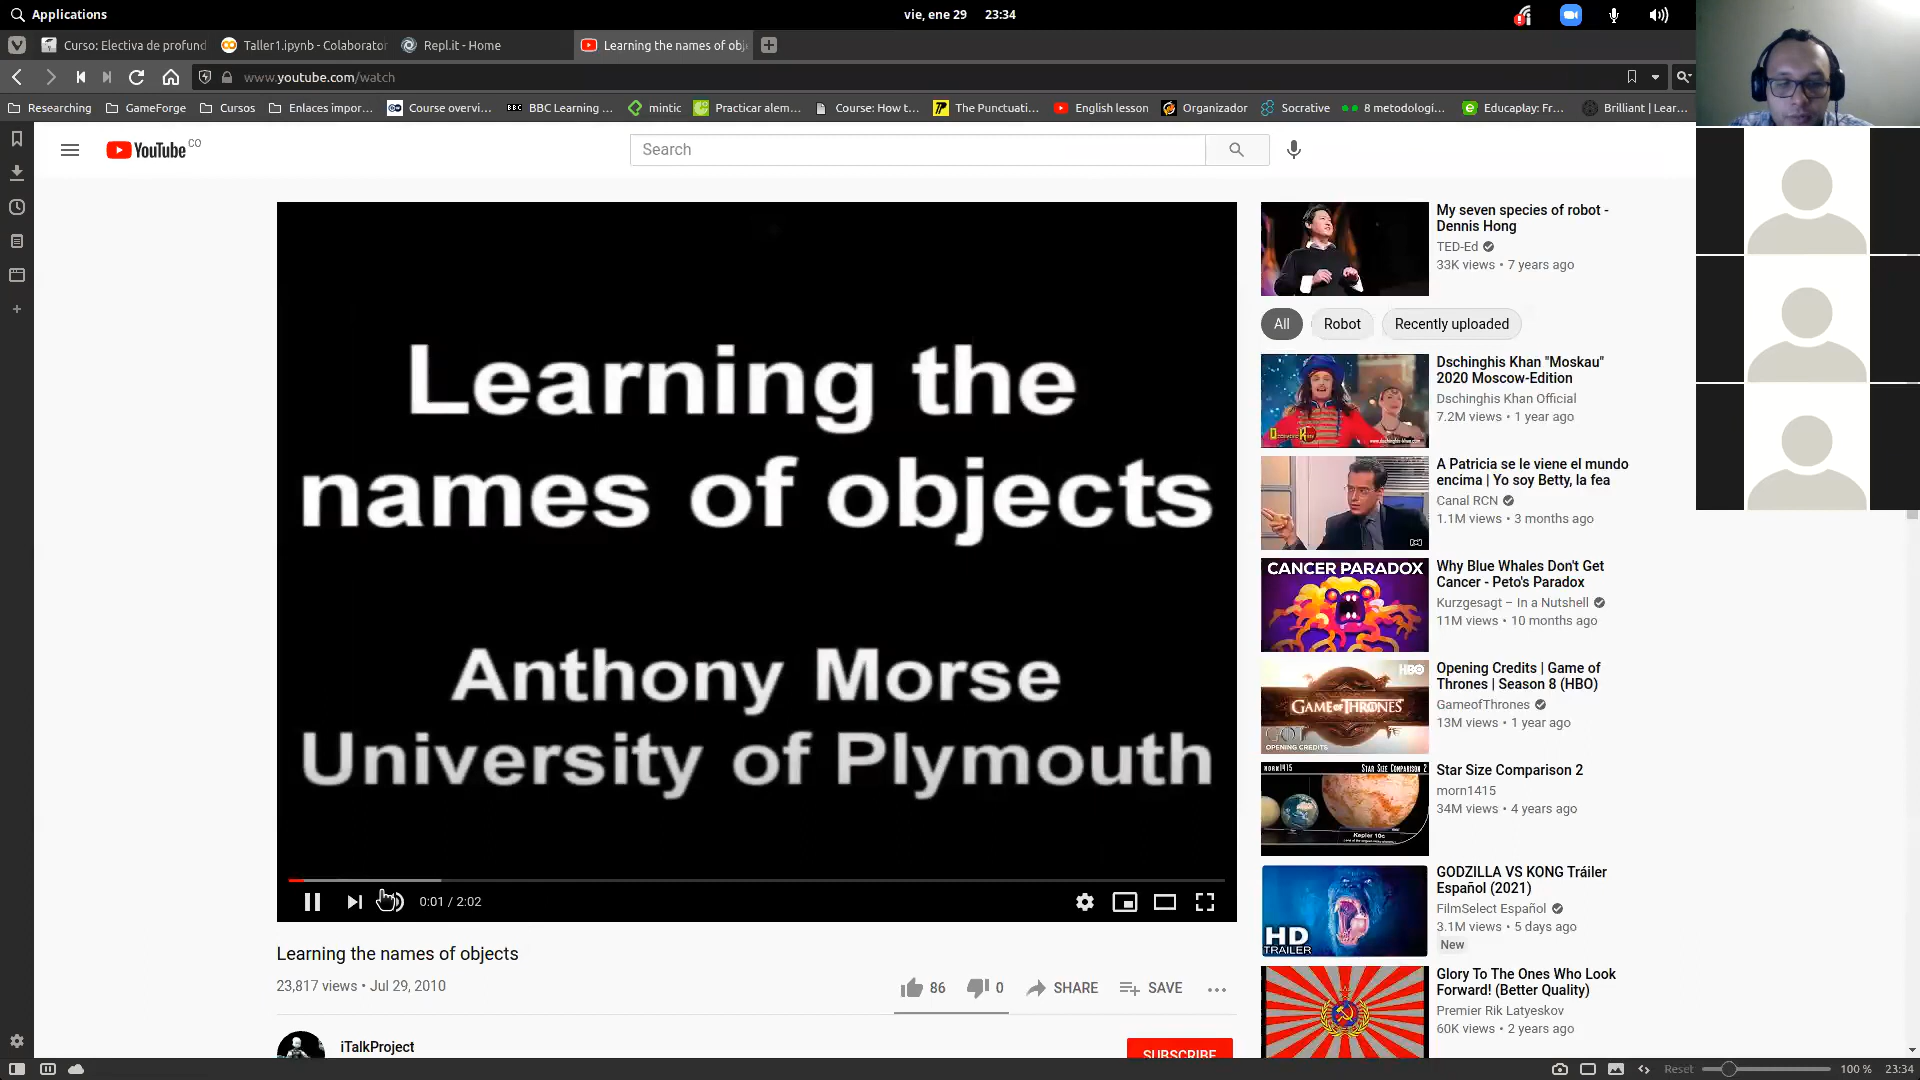 Applications
vie, ene 29 23:34
Curso: Electiva de profund
Taller1.ipynb - Colaborator
Repl.it - Home
Learning the names of obj
www.youtube.com/watch
Researching
GameForge
Cursos
Enlaces impor...
Course overvi...
BBC BBC Learning ...
mintic
Practicar alem...
Course: How t...
The Punctuati...
English lesson
Organizador
Socrative
8 metodologí...
Educaplay: Fr...
Brilliant | Lear...
YouTube CO
Search
Learning the
names of objects
Anthony Morse
University of Plymouth
0:01 / 2:02
Learning the names of objects
23,817 views • Jul 29, 2010
86
0
SHARE
SAVE
iTalkProject
SUBSCRIBE
My seven species of robot -
Dennis Hong
TED-Ed
33K views • 7 years ago
All
Robot
Recently uploaded
Dschinghis Khan "Moskau"
2020 Moscow-Edition
Dschinghis Khan Official
7.2M views • 1 year ago
A Patricia se le viene el mundo
encima | Yo soy Betty, la fea
Canal RCN
1.1M views • 3 months ago
CANCER PARADOX
Why Blue Whales Don't Get
Cancer - Peto's Paradox
Kurzgesagt – In a Nutshell
11M views • 10 months ago
HBO
GAME OF THRONES
OPENING CREDITS
Opening Credits | Game of
Thrones | Season 8 (HBO)
GameofThrones
13M views • 1 year ago
morn1415
STAR SIZE COMPARISON 2
Kepler 10c
Star Size Comparison 2
morn1415
34M views • 4 years ago
HD
TRAILER
GODZILLA VS KONG Tráiler
Español (2021)
FilmSelect Español
3.1M views • 5 days ago
New
Glory To The Ones Who Look
Forward! (Better Quality)
Premier Rik Latyeskov
60K views • 2 years ago
Reset
100 %
23:34